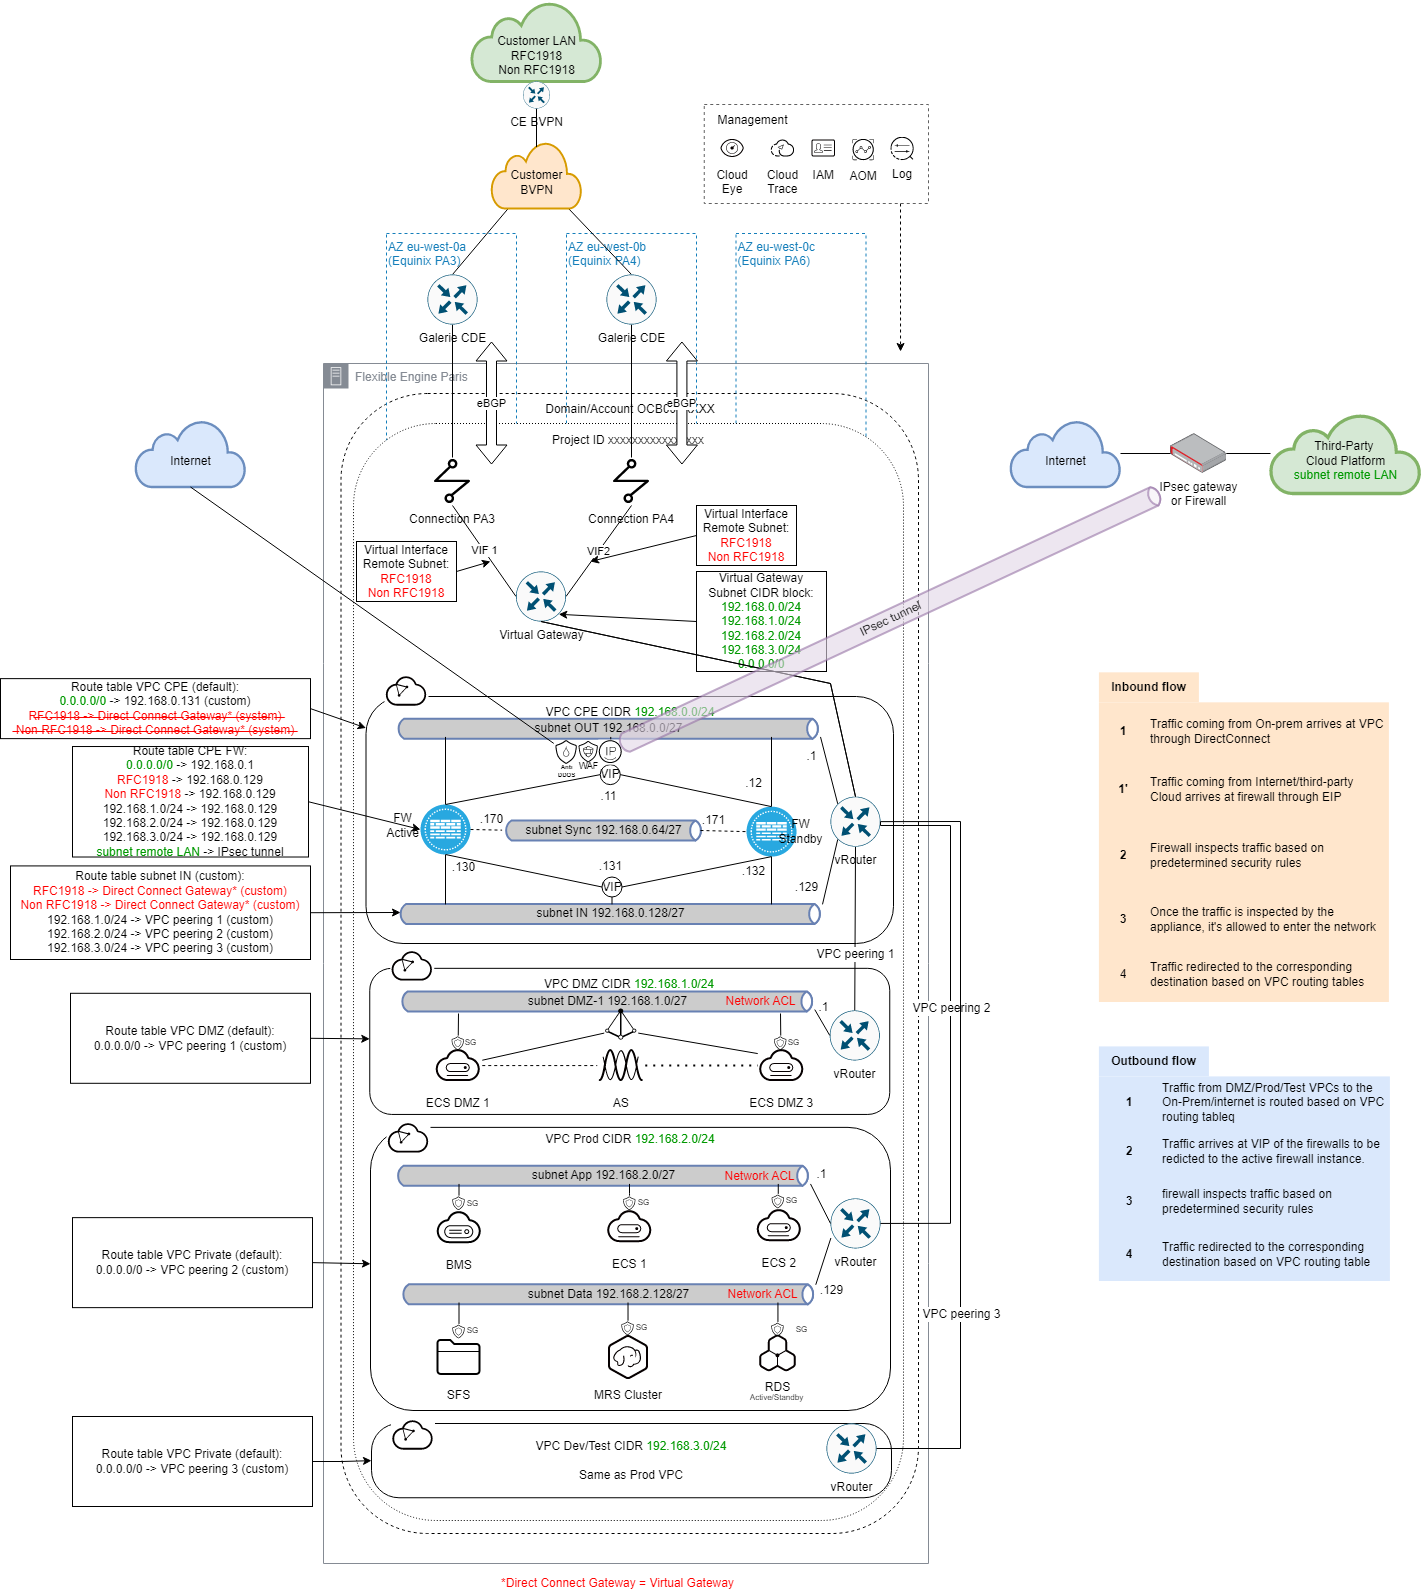 Customer LAN
RFC1918
Non RFC1918
CE BVPN
Customer
BVPN
Management
Cloud
Eye
Cloud
Trace
IAM
AOM
Log
AZ eu-west-0a
(Equinix PA3)
AZ eu-west-0b
(Equinix PA4)
AZ eu-west-0c
(Equinix PA6)
Galerie CDE
Galerie CDE
Flexible Engine Paris
eBGP
eBGP
Domain/Account
Project ID
Internet
Internet
IPsec gateway
or Firewall
Third-Party
Cloud Platform
subnet remote LAN
Connection PA3
Connection PA4
VIF 1
VIF2
Virtual Interface
Remote Subnet:
RFC1918
Non RFC1918
Virtual Interface
Remote Subnet:
RFC1918
Non RFC1918
Virtual Gateway
Virtual Gateway
Subnet CIDR block:
192.168.0.0/24
192.168.1.0/24
192.168.2.0/24
192.168.3.0/24
0.0.0.0/0
IPsec tunnel
Route table VPC CPE (default):
0.0.0.0/0 -> 192.168.0.131 (custom)
RFC1918 -> Direct Connect Gateway* (system)
Non RFC1918 -> Direct Connect Gateway* (system)
Route table CPE FW:
0.0.0.0/0 -> 192.168.0.1
RFC1918 -> 192.168.0.129
Non RFC1918 -> 192.168.0.129
192.168.1.0/24 -> 192.168.0.129
192.168.2.0/24 -> 192.168.0.129
192.168.3.0/24 -> 192.168.0.129
subnet remote LAN -> IPsec tunnel
Route table subnet IN (custom):
RFC1918 -> Direct Connect Gateway* (custom)
Non RFC1918 -> Direct Connect Gateway* (custom)
192.168.1.0/24 -> VPC peering 1 (custom)
192.168.2.0/24 -> VPC peering 2 (custom)
192.168.3.0/24 -> VPC peering 3 (custom)
VPC CPE CIDR 192.168.0.0/24
subnet OUT 192.168.0.0/27
Anti
DDOS
WAF
IP
VIP
.1
.11
.12
FW
Active
.170
subnet Sync 192.168.0.64/27
.171
FW
Standby
vRouter
.130
.131
.132
VIP
.129
subnet IN 192.168.0.128/27
VPC peering 1
VPC peering 2
VPC peering 3
Route table VPC DMZ (default):
0.0.0.0/0 -> VPC peering 1 (custom)
VPC DMZ CIDR 192.168.1.0/24
subnet DMZ-1 192.168.1.0/27
Network ACL
.1
SG
SG
vRouter
ECS DMZ 1
AS
ECS DMZ 3
VPC Prod CIDR 192.168.2.0/24
subnet App 192.168.2.0/27
Network ACL
.1
SG
SG
SG
BMS
ECS 1
ECS 2
vRouter
Route table VPC Private (default):
0.0.0.0/0 -> VPC peering 2 (custom)
subnet Data 192.168.2.128/27
Network ACL
.129
SG
SG
SG
SFS
MRS Cluster
RDS
Active/Standby
Route table VPC Private (default):
0.0.0.0/0 -> VPC peering 3 (custom)
VPC Dev/Test CIDR 192.168.3.0/24
Same as Prod VPC
vRouter
*Direct Connect Gateway = Virtual Gateway
Inbound flow
1
Traffic coming from On-prem arrives at VPC
through DirectConnect
1'
Traffic coming from Internet/third-party
Cloud arrives at firewall through EIP
2
Firewall inspects traffic based on
predetermined security rules
3
Once the traffic is inspected by the
appliance, it's allowed to enter the network
4
Traffic redirected to the corresponding
destination based on VPC routing tables
Outbound flow
1
Traffic from DMZ/Prod/Test VPCs to the
On-Prem/internet is routed based on VPC
routing tableq
2
Traffic arrives at VIP of the firewalls to be
redicted to the active firewall instance.
3
firewall inspects traffic based on
predetermined security rules
4
Traffic redirected to the corresponding
destination based on VPC routing table